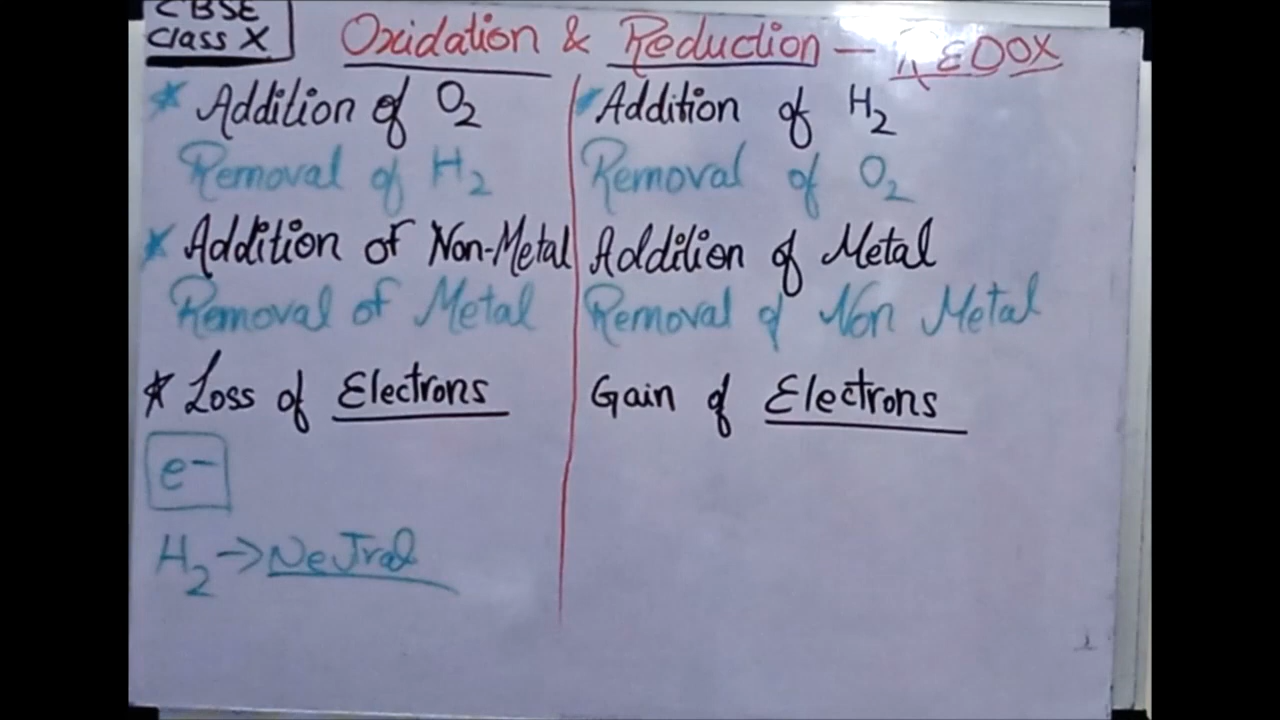 CBSE
Class X
Oxidation & Reduction — REDOX
* Addition of O2
Removal of H2
* Addition of Non-Metal
Removal of Metal
* Loss of Electrons
e-
H2 → NeTral
* Addition of H2
Removal of O2
Addition of Metal
Removal of Non Metal
Gain of Electrons